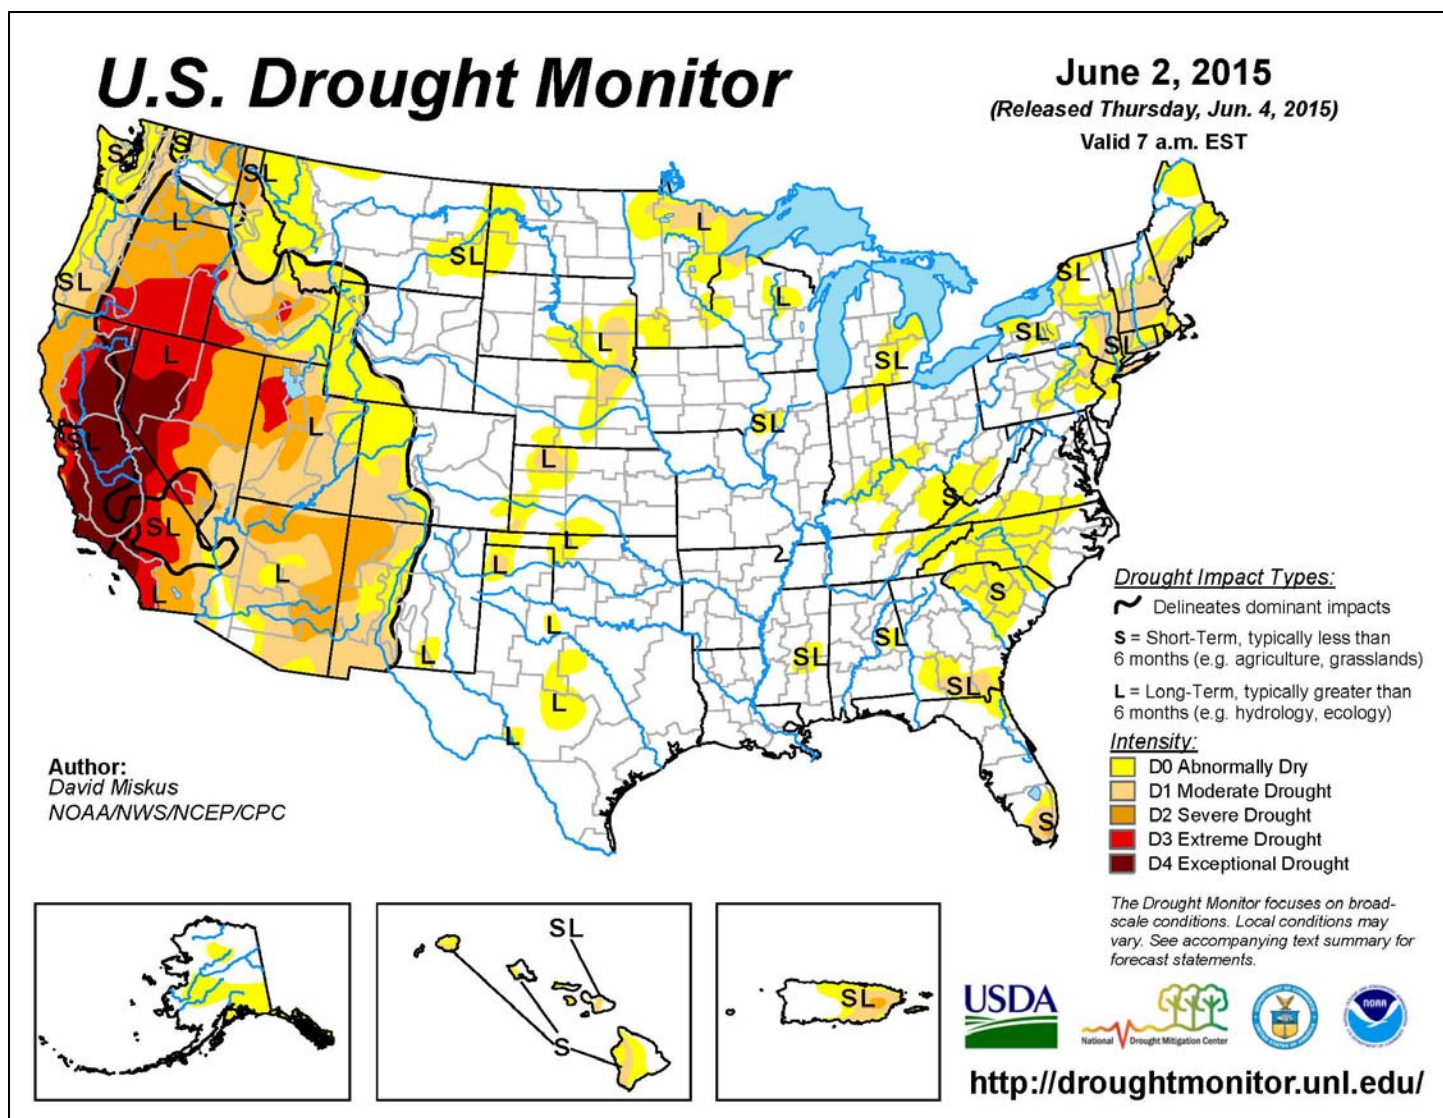 U.S. Drought Monitor
June 2, 2015
(Released Thursday, Jun. 4, 2015)
Valid 7 a.m. EST
S
S
SL
L
SL
L
SL
L
SL
SL
SL
L
L
SL
SL
L
SL
SL
L
L
S
SL
L
L
L
L
S
L
L
SL
SL
L
SL
L
S
Drought Impact Types:
Delineates dominant impacts
S = Short-Term, typically less than
6 months (e.g. agriculture, grasslands)
L = Long-Term, typically greater than
6 months (e.g. hydrology, ecology)
Intensity:
D0 Abnormally Dry
D1 Moderate Drought
D2 Severe Drought
D3 Extreme Drought
D4 Exceptional Drought
Author:
David Miskus
NOAA/NWS/NCEP/CPC
The Drought Monitor focuses on broad-
scale conditions. Local conditions may
vary. See accompanying text summary for
forecast statements.
SL
S
SL
USDA
National Drought Mitigation Center
NOAA
http://droughtmonitor.unl.edu/